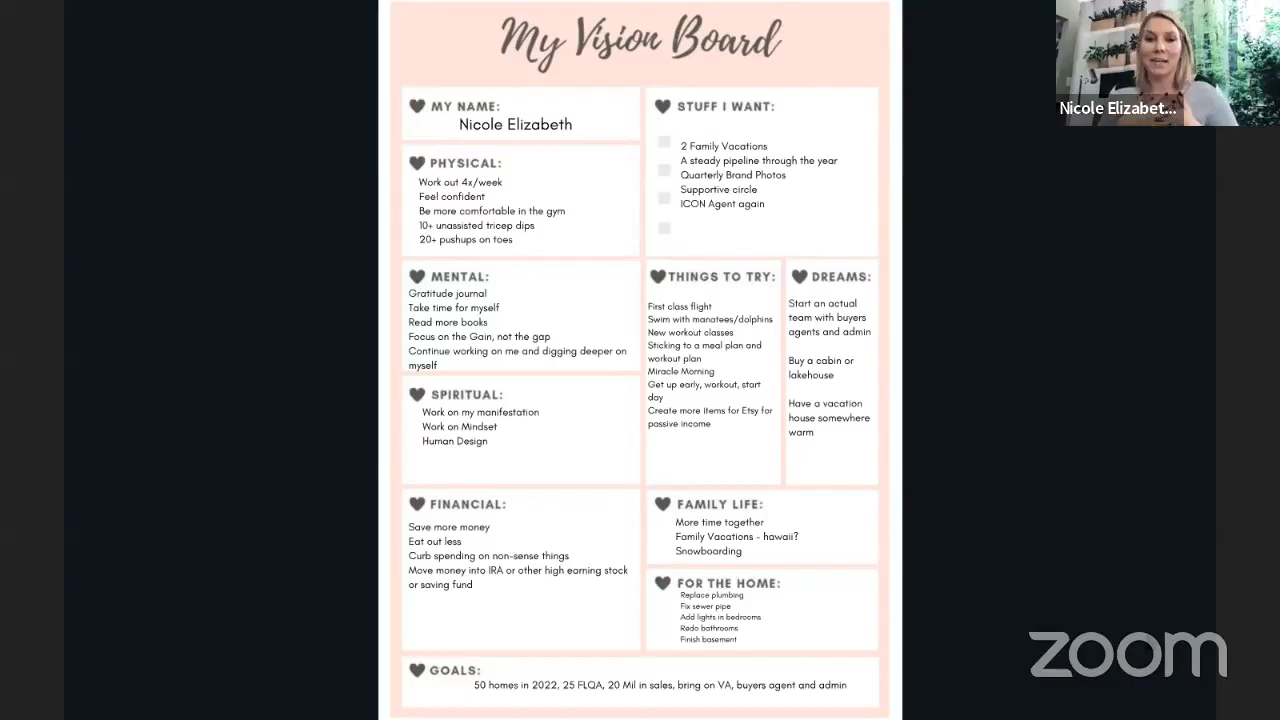 My Vision Board
MY NAME:
Nicole Elizabeth
PHYSICAL:
Work out 4x/week
Feel confident
Be more comfortable in the gym
10+ unassisted tricep dips
20+ pushups on toes
MENTAL:
Gratitude journal
Take time for myself
Read more books
Focus on the Gain, not the gap
Continue working on me and digging deeper on
myself
SPIRITUAL:
Work on my manifestation
Work on Mindset
Human Design
FINANCIAL:
Save more money
Eat out less
Curb spending on non-sense things
Move money into IRA or other high earning stock
or saving fund
STUFF I WANT:
2 Family Vacations
A steady pipeline through the year
Quarterly Brand Photos
Supportive circle
ICON Agent again
THINGS TO TRY:
First class flight
Swim with manatees/dolphins
New workout classes
Sticking to a meal plan and
workout plan
Miracle Morning
Get up early, workout, start
day
Create more items for Etsy for
passive income
DREAMS:
Start an actual
team with buyers
agents and admin
Buy a cabin or
lakehouse
Have a vacation
house somewhere
warm
FAMILY LIFE:
More time together
Family Vacations - hawaii?
Snowboarding
FOR THE HOME:
Replace plumbing
Fix sewer pipe
Add lights in bedrooms
Redo bathrooms
Finish basement
GOALS:
50 homes in 2022, 25 FLQA, 20 Mil in sales, bring on VA, buyers agent and admin
Nicole Elizabet...
zoom